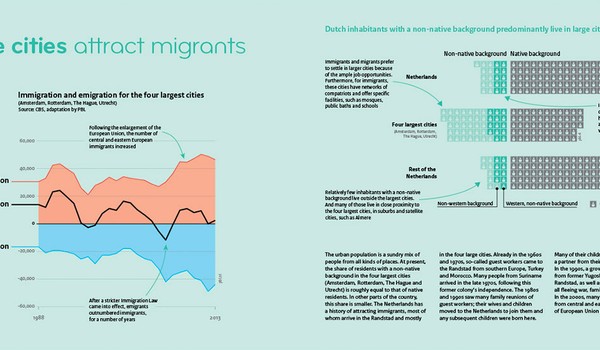 e cities attract migrants
Immigration and emigration for the four largest cities
(Amsterdam, Rotterdam, The Hague, Utrecht)
Source: CBS, adaptation by PBL
Following the enlargement of the
European Union, the number of
central and eastern European
immigrants increased
60,000
on
on
0
on
-40,000
-60,000
1988
2013
After a stricter Immigration Law
came into effect, emigrants
outnumbered immigrants,
for a number of years
Dutch inhabitants with a non-native background predominantly live in large cit
Immigrants and migrants prefer
to settle in larger cities because
of the ample job opportunities.
Furthermore, for immigrants,
these cities have networks of
compatriots and offer specific
facilities, such as mosques,
public baths and schools
Non-native background
Native background
Netherlands
Four largest cities
(Amsterdam, Rotterdam,
The Hague, Utrecht)
Rest of the
Netherlands
Relatively few inhabitants with a non-native
background live outside the largest cities.
And many of those live in close proximity to
the four largest cities, in suburbs and satellite
cities, such as Almere
Non-western background
Western, non-native background
The urban population is a sundry mix of
people from all kinds of places. At present,
the share of residents with a non-native
background in the four largest cities
(Amsterdam, Rotterdam, The Hague and
Utrecht) is roughly equal to that of native
residents. In other parts of the country,
this share is smaller. The Netherlands has
a history of attracting immigrants, most of
whom arrive in the Randstad and mostly
in the four large cities. Already in the 1960s
and 1970s, so-called guest workers came to
the Randstad from southern Europe, Turkey
and Morocco. Many people from Suriname
arrived in the late 1970s, following this
former colony's independence. The 1980s
and 1990s saw many family reunions of
guest workers; their wives and children
moved to the Netherlands to join them and
any subsequent children were born here.
Many of their childre
a partner from their
In the 1990s, a grow
from former Yugosl
Randstad, as well as
all fleeing war, famin
In the 2000s, many
from central and ea
of European Union